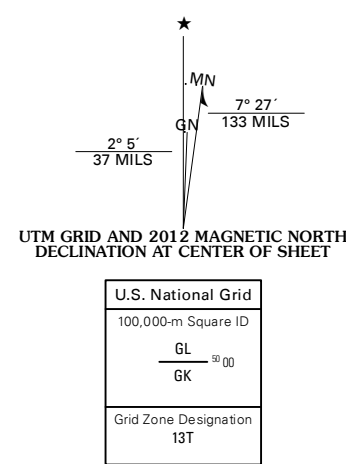 ★
MN
7° 27´
133 MILS
GN
2° 5´
37 MILS
UTM GRID AND 2012 MAGNETIC NORTH
DECLINATION AT CENTER OF SHEET
U.S. National Grid
100,000-m Square ID
GL
50 00
GK
Grid Zone Designation
13T